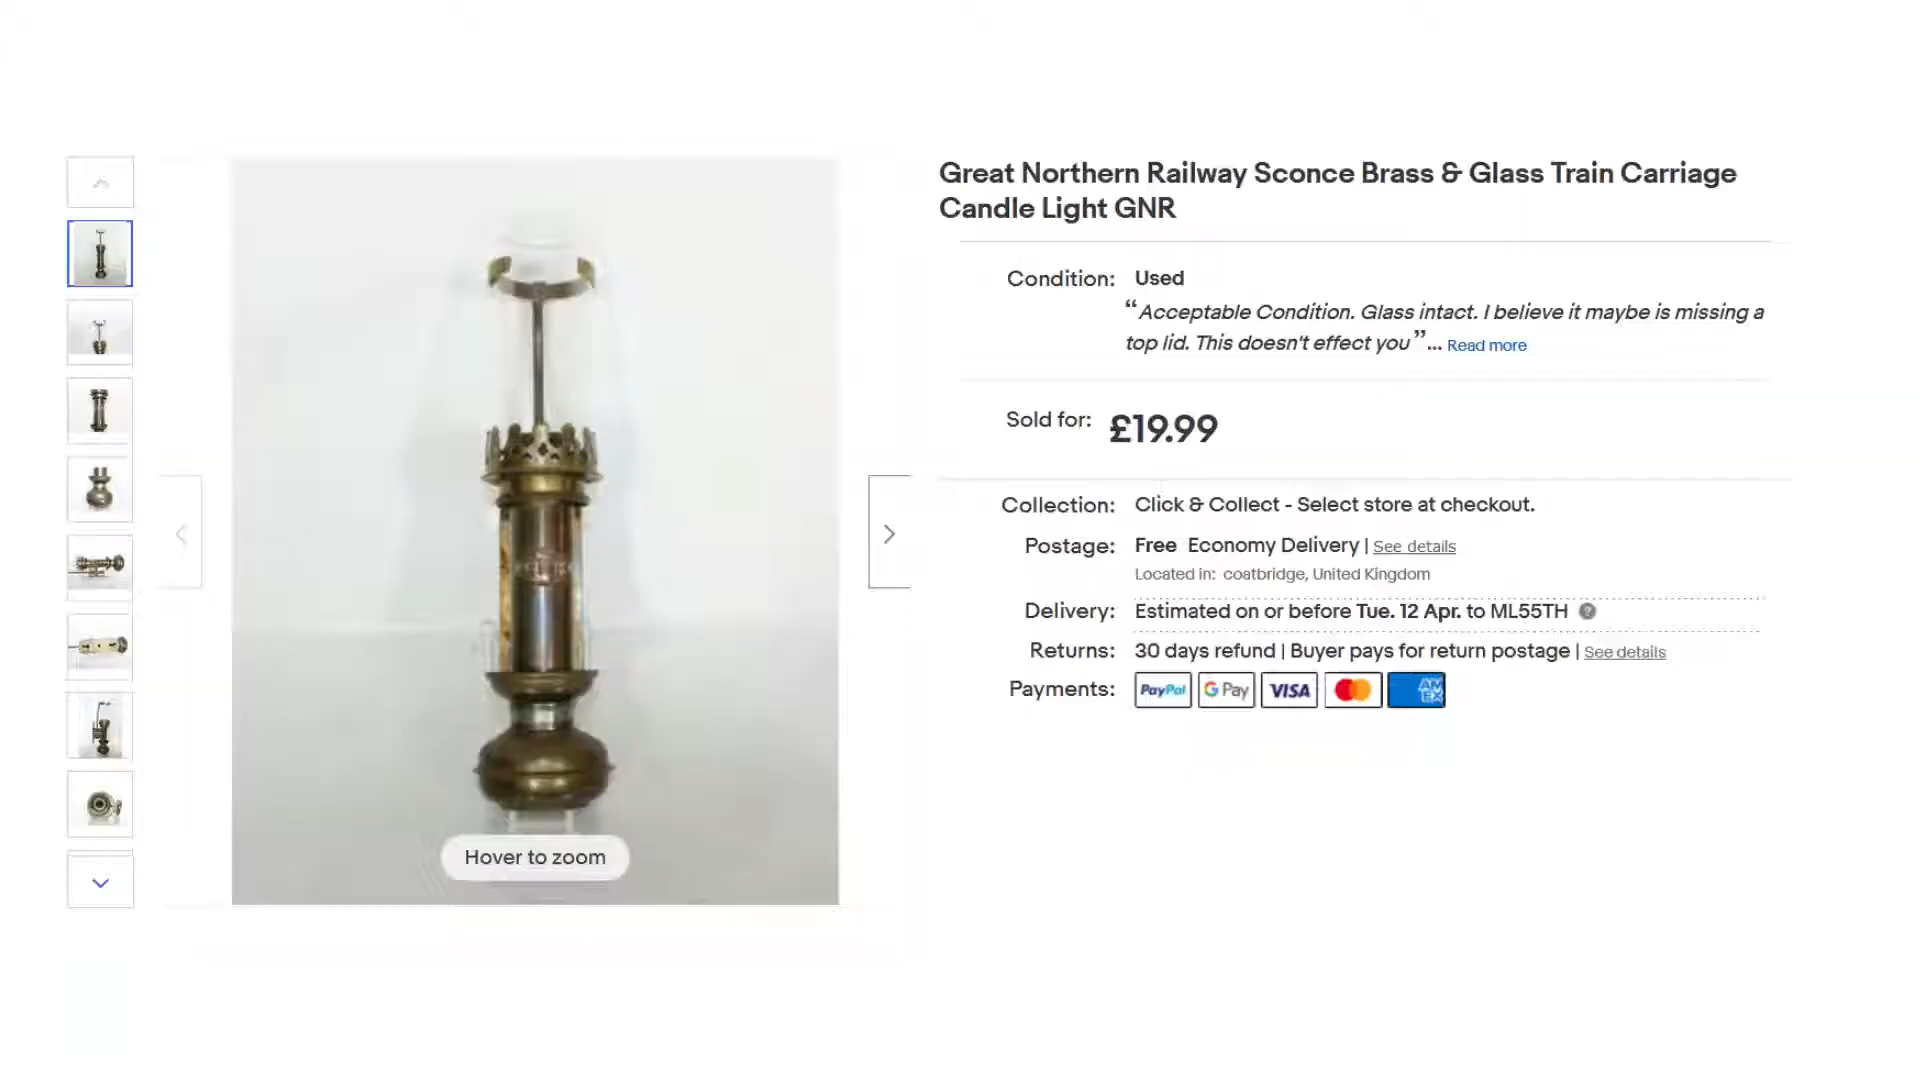 Great Northern Railway Sconce Brass & Glass Train Carriage
Candle Light GNR
Condition: Used
“Acceptable Condition. Glass intact. I believe it maybe is missing a
top lid. This doesn't effect you”... Read more
Sold for: £19.99
Collection: Click & Collect - Select store at checkout.
Postage: Free Economy Delivery | See details
Located in: coatbridge, United Kingdom
Delivery: Estimated on or before Tue. 12 Apr. to ML55TH ?
Returns: 30 days refund | Buyer pays for return postage | See details
Payments: PayPal G Pay VISA AM EX
Hover to zoom